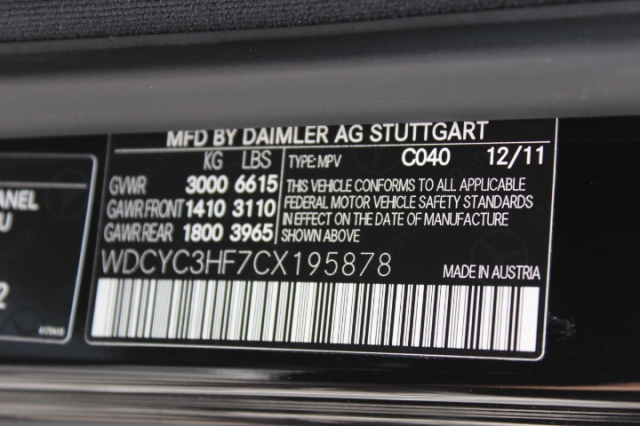 MFD BY DAIMLER AG STUTTGART
KG LBS
GVWR 3000 6615
GAWR FRONT 1410 3110
GAWR REAR 1800 3965
TYPE: MPV C040 12/11
THIS VEHICLE CONFORMS TO ALL APPLICABLE
FEDERAL MOTOR VEHICLE SAFETY STANDARDS
IN EFFECT ON THE DATE OF MANUFACTURE
SHOWN ABOVE
WDCYC3HF7CX195878
MADE IN AUSTRIA